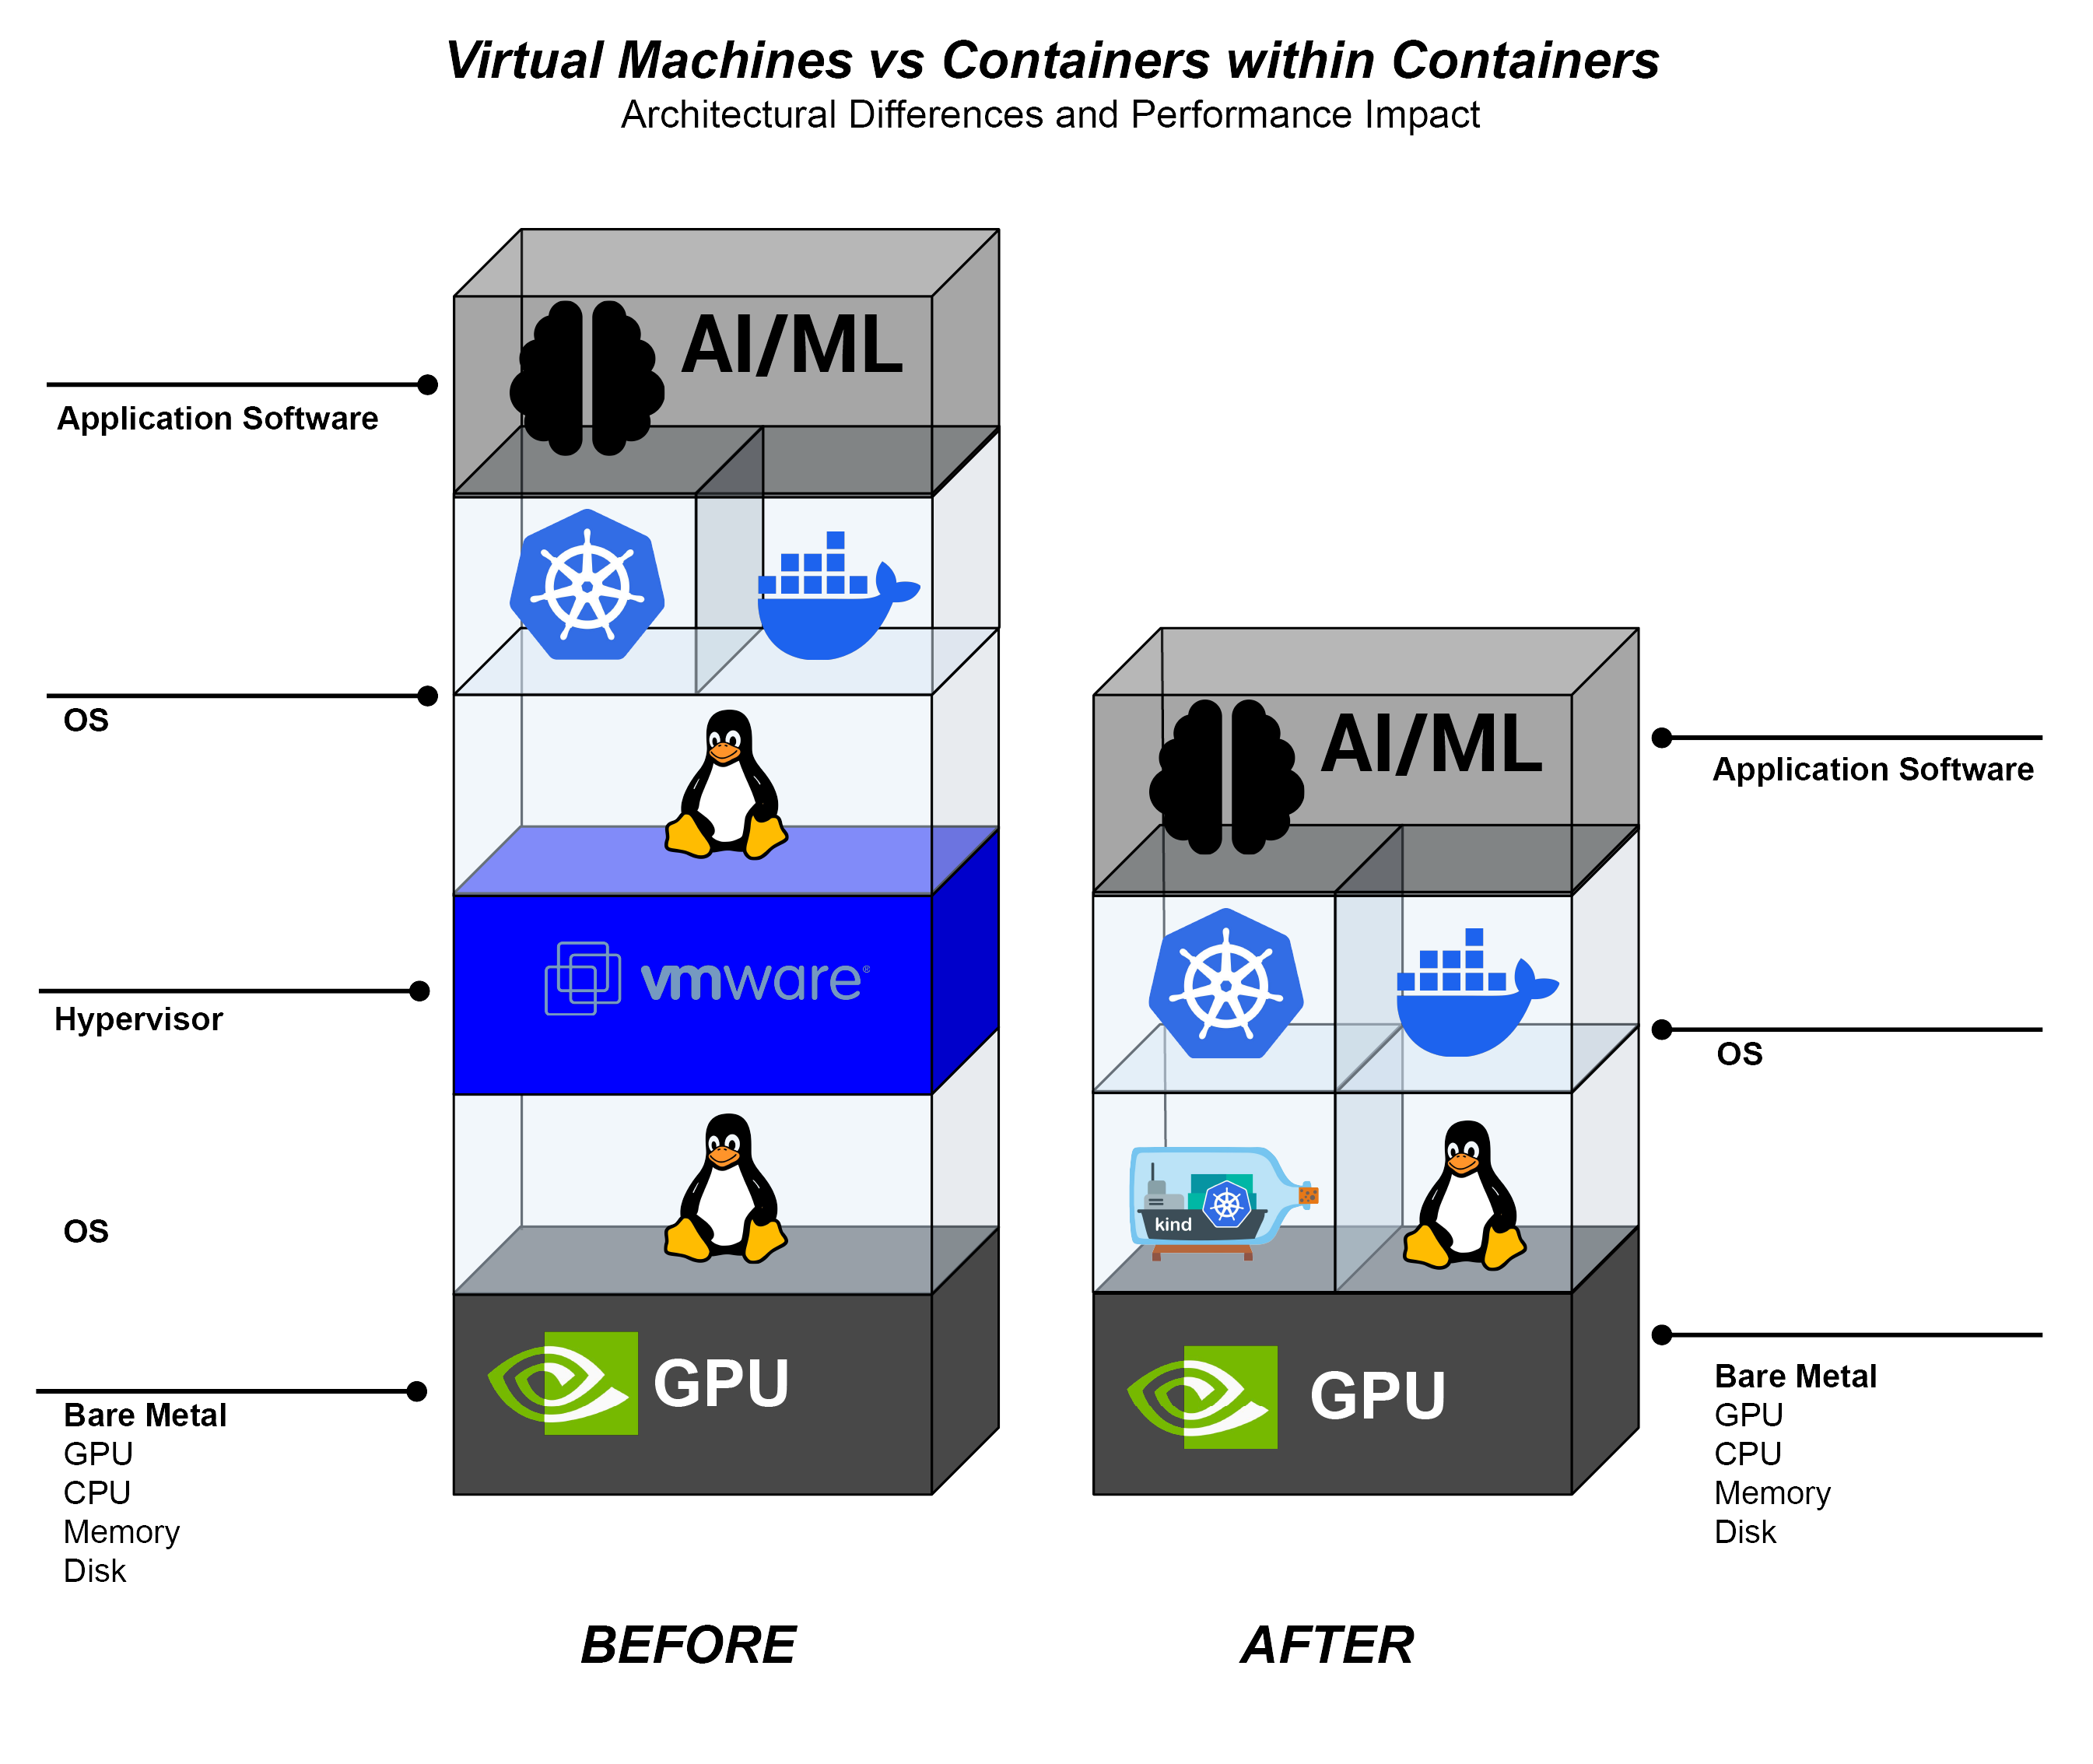 Virtual Machines vs Containers within Containers
Architectural Differences and Performance Impact
AI/ML
Application Software
OS
vmware®
Hypervisor
OS
GPU
Bare Metal
GPU
CPU
Memory
Disk
BEFORE
AI/ML
Application Software
OS
kind
GPU
Bare Metal
GPU
CPU
Memory
Disk
AFTER